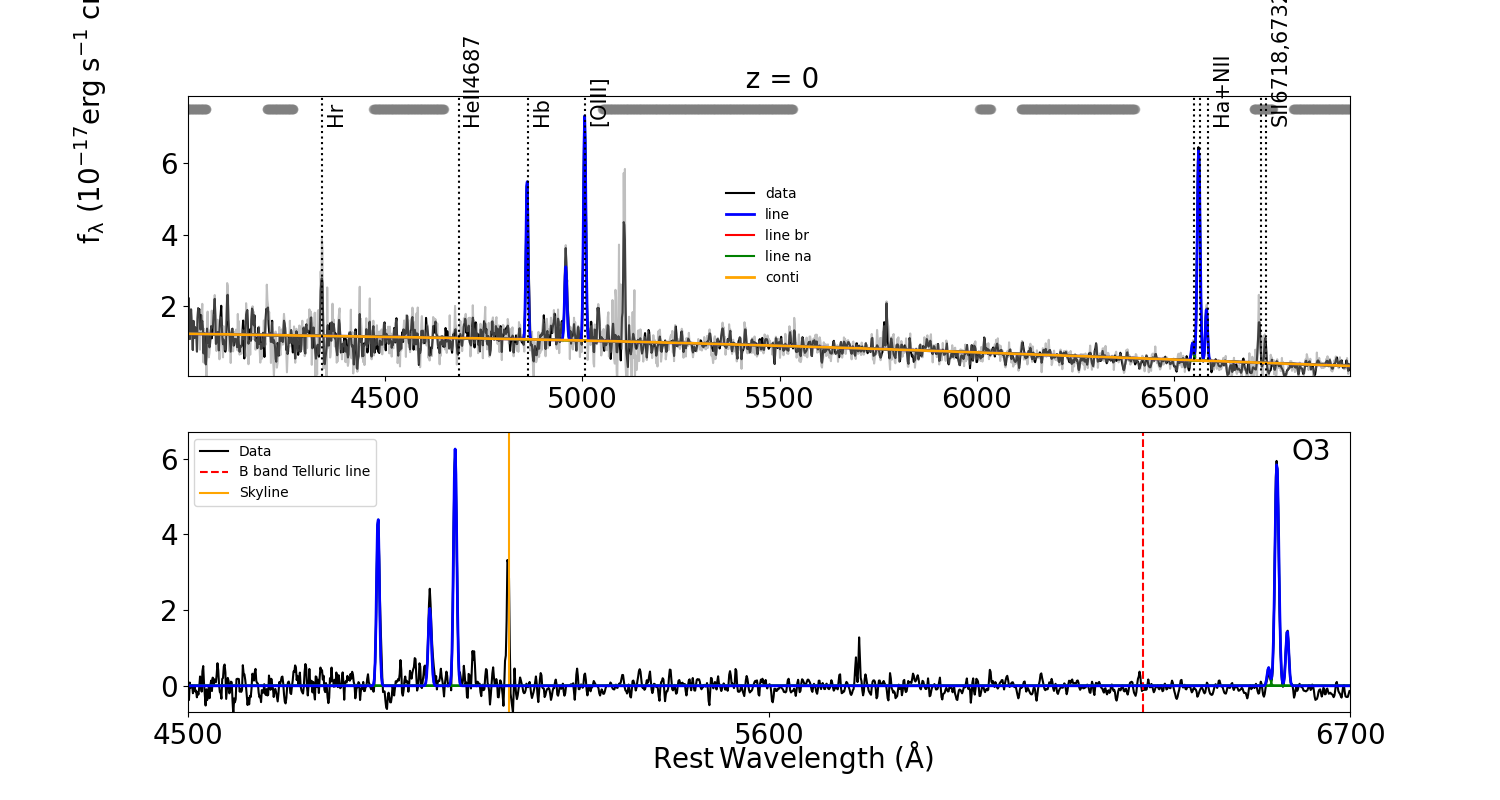 z = 0
f_λ (10^−17 erg s^−1
Hr
HeII4687
Hb
[OIII]
Ha+NII
SII6718,6732
6
4
2
data
line
line br
line na
conti
4500
5000
5500
6000
6500
Data
B band Telluric line
Skyline
O3
6
4
2
0
4500
5600
6700
Rest Wavelength (Å)